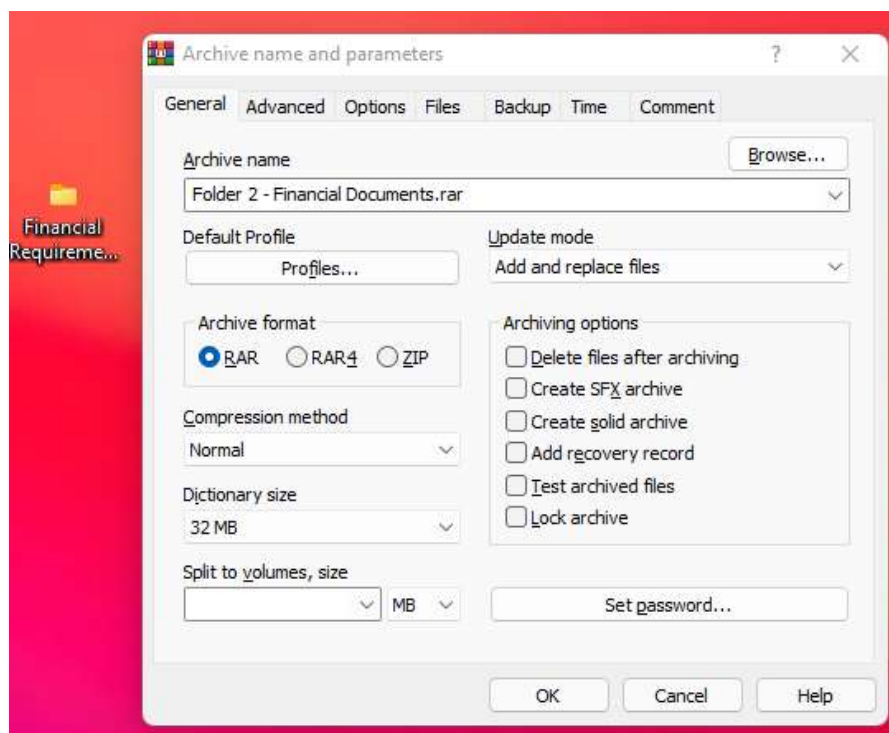 Archive name and parameters
?
General Advanced Options Files Backup Time Comment
Archive name
Browse...
Folder 2 - Financial Documents.rar
Financial
Requireme...
Default Profile
Profiles...
Update mode
Add and replace files
Archive format
RAR RAR4 ZIP
Archiving options
Delete files after archiving
Create SFX archive
Create solid archive
Add recovery record
Test archived files
Lock archive
Compression method
Normal
Dictionary size
32 MB
Split to volumes, size
MB
Set password...
OK Cancel Help